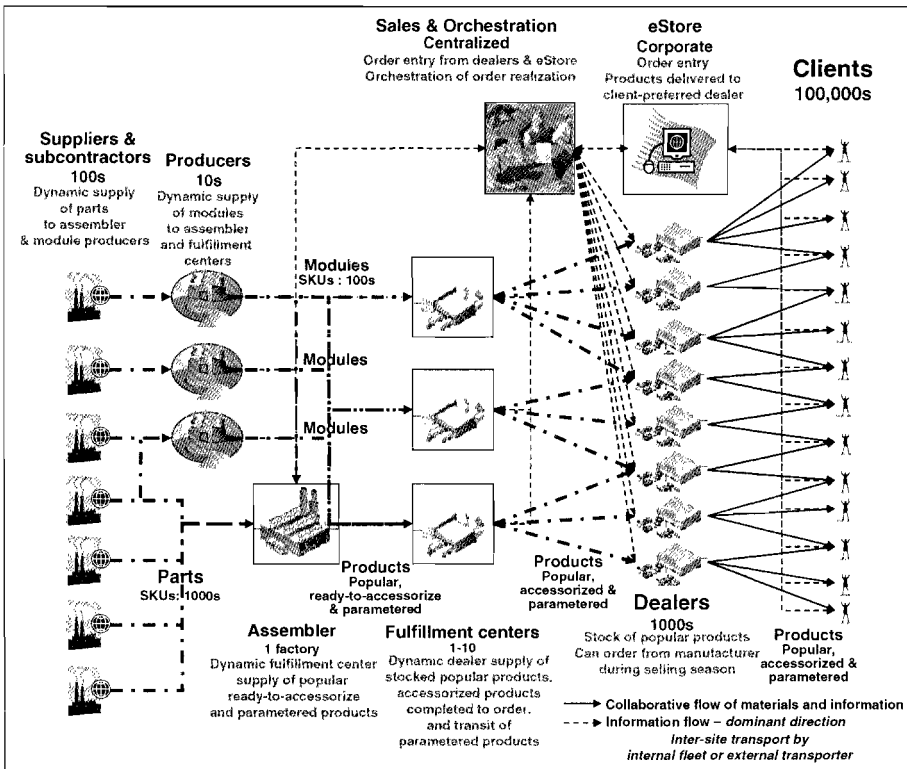 Sales & Orchestration
Centralized
Order entry from dealers & eStore
Orchestration of order realization
eStore
Corporate
Order entry
Products delivered to
client-preferred dealer
Clients
100,000s
Suppliers &
subcontractors
100s
Dynamic supply
of parts
to assembler
& module producers
Producers
10s
Dynamic supply
of modules
to assembler
and fulfillment
centers
Modules
SKUs : 100s
Modules
Modules
Parts
SKUs: 1000s
Products
Popular,
ready-to-accessorize
& parametered
Products
Popular,
accessorized &
parametered
Assembler
1 factory
Dynamic fulfillment center
supply of popular
ready-to-accessorize
and parametered products
Fulfillment centers
1-10
Dynamic dealer supply of
stocked popular products,
accessorized products
completed to order,
and transit of
parametered products
Dealers
1000s
Stock of popular products
Can order from manufacturer
during selling season
Products
Popular,
accessorized &
parametered
Collaborative flow of materials and information
Information flow – dominant direction
Inter-site transport by
internal fleet or external transporter